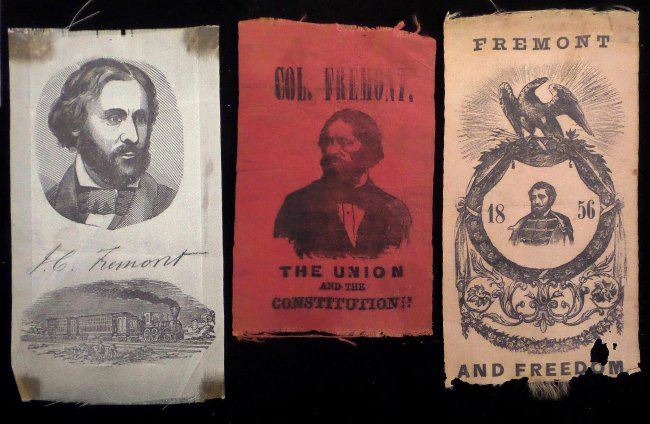 J. C. Fremont
COL. FREMONT.
THE UNION
AND THE
CONSTITUTION!!
FREMONT
18 56
AND FREEDOM